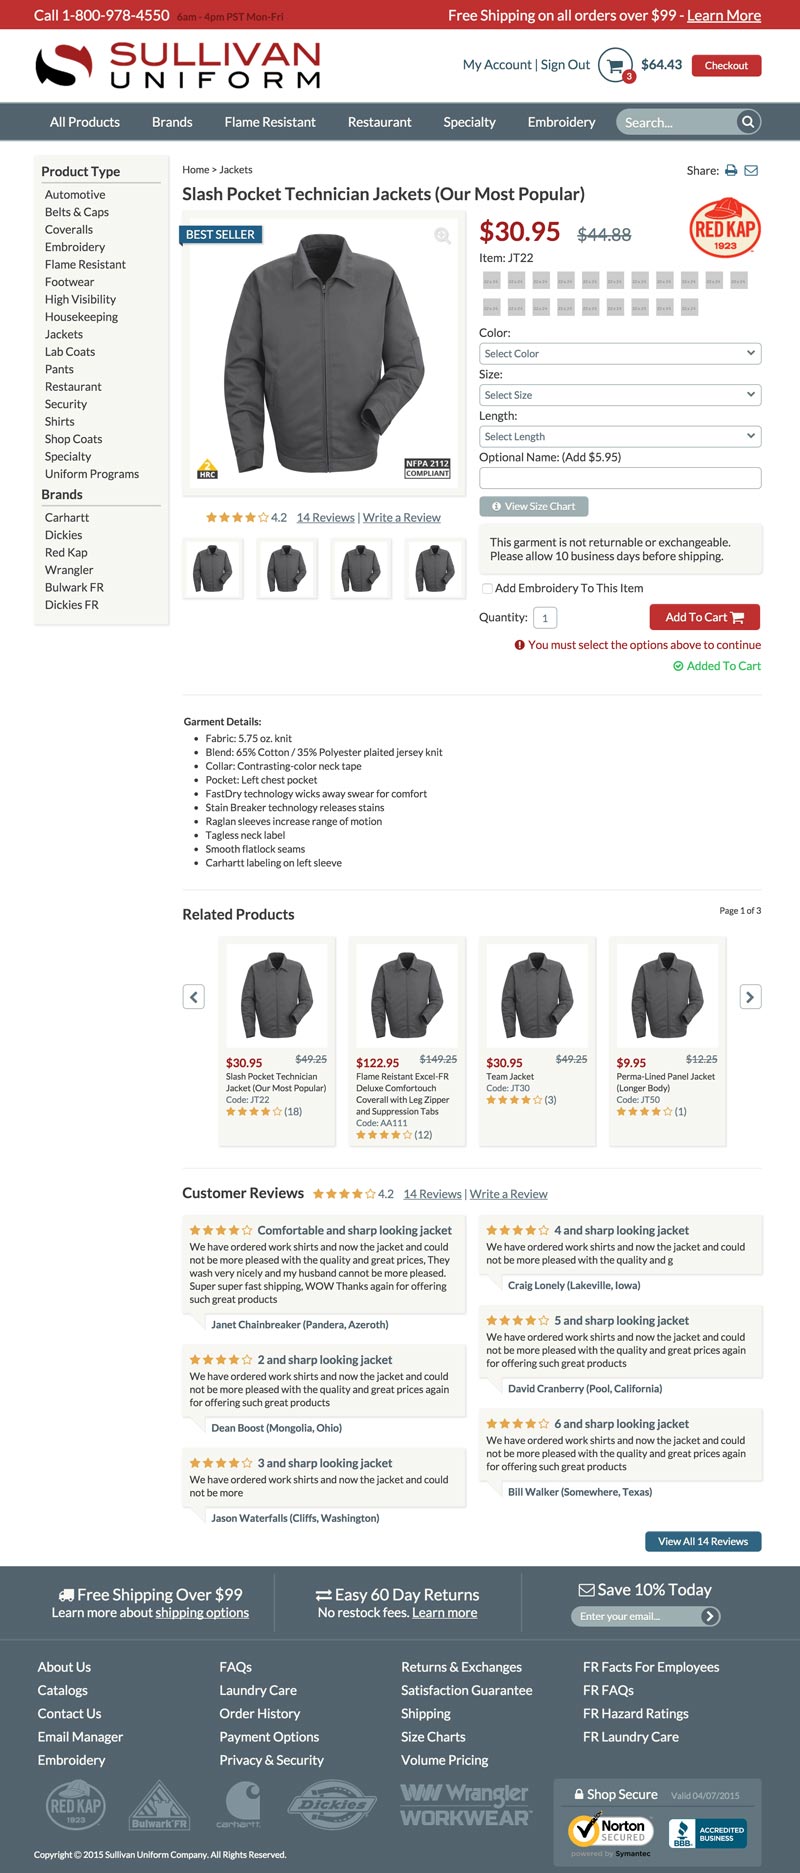 Call 1-800-978-4550 6am - 4pm PST Mon-Fri
Free Shipping on all orders over $99 - Learn More
SULLIVAN
UNIFORM
My Account | Sign Out
3
$64.43
Checkout
All Products
Brands
Flame Resistant
Restaurant
Specialty
Embroidery
Search...
Product Type
Automotive
Belts & Caps
Coveralls
Embroidery
Flame Resistant
Footwear
High Visibility
Housekeeping
Jackets
Lab Coats
Pants
Restaurant
Security
Shirts
Shop Coats
Specialty
Uniform Programs
Brands
Carhartt
Dickies
Red Kap
Wrangler
Bulwark FR
Dickies FR
Home > Jackets
Share:
Slash Pocket Technician Jackets (Our Most Popular)
BEST SELLER
2
HRC
NFPA 2112
COMPLIANT
4.2 14 Reviews | Write a Review
$30.95 $44.88
RED KAP
1923
Item: JT22
Color:
Select Color
Size:
Select Size
Length:
Select Length
Optional Name: (Add $5.95)
View Size Chart
This garment is not returnable or exchangeable.
Please allow 10 business days before shipping.
Add Embroidery To This Item
Quantity: 1
Add To Cart
You must select the options above to continue
Added To Cart
Garment Details:
Fabric: 5.75 oz. knit
Blend: 65% Cotton / 35% Polyester plaited jersey knit
Collar: Contrasting-color neck tape
Pocket: Left chest pocket
FastDry technology wicks away swear for comfort
Stain Breaker technology releases stains
Raglan sleeves increase range of motion
Tagless neck label
Smooth flatlock seams
Carhartt labeling on left sleeve
Related Products
Page 1 of 3
$30.95 $49.25
Slash Pocket Technician
Jacket (Our Most Popular)
Code: JT22
(18)
$122.95 $149.25
Flame Reistant Excel-FR
Deluxe Comfortouch
Coverall with Leg Zipper
and Suppression Tabs
Code: AA111
(12)
$30.95 $49.25
Team Jacket
Code: JT30
(3)
$9.95 $12.25
Perma-Lined Panel Jacket
(Longer Body)
Code: JT50
(1)
Customer Reviews 4.2 14 Reviews | Write a Review
Comfortable and sharp looking jacket
We have ordered work shirts and now the jacket and could
not be more pleased with the quality and great prices, They
wash very nicely and my husband cannot be more pleased.
Super super fast shipping, WOW Thanks again for offering
such great products
Janet Chainbreaker (Pandera, Azeroth)
2 and sharp looking jacket
We have ordered work shirts and now the jacket and could
not be more pleased with the quality and great prices again
for offering such great products
Dean Boost (Mongolia, Ohio)
3 and sharp looking jacket
We have ordered work shirts and now the jacket and could
not be more
Jason Waterfalls (Cliffs, Washington)
4 and sharp looking jacket
We have ordered work shirts and now the jacket and could
not be more pleased with the quality and g
Craig Lonely (Lakeville, Iowa)
5 and sharp looking jacket
We have ordered work shirts and now the jacket and could
not be more pleased with the quality and great prices again
for offering such great products
David Cranberry (Pool, California)
6 and sharp looking jacket
We have ordered work shirts and now the jacket and could
not be more pleased with the quality and great prices again
for offering such great products
Bill Walker (Somewhere, Texas)
View All 14 Reviews
Free Shipping Over $99
Learn more about shipping options
Easy 60 Day Returns
No restock fees. Learn more
Save 10% Today
Enter your email...
About Us
Catalogs
Contact Us
Email Manager
Embroidery
FAQs
Laundry Care
Order History
Payment Options
Privacy & Security
Returns & Exchanges
Satisfaction Guarantee
Shipping
Size Charts
Volume Pricing
FR Facts For Employees
FR FAQs
FR Hazard Ratings
FR Laundry Care
RED KAP
1923
Bulwark FR
carhartt
Dickies
Wrangler
WORKWEAR
Shop Secure Valid 04/07/2015
Norton
SECURED
powered by Symantec
BBB
ACCREDITED
BUSINESS
Copyright © 2015 Sullivan Uniform Company. All Rights Reserved.